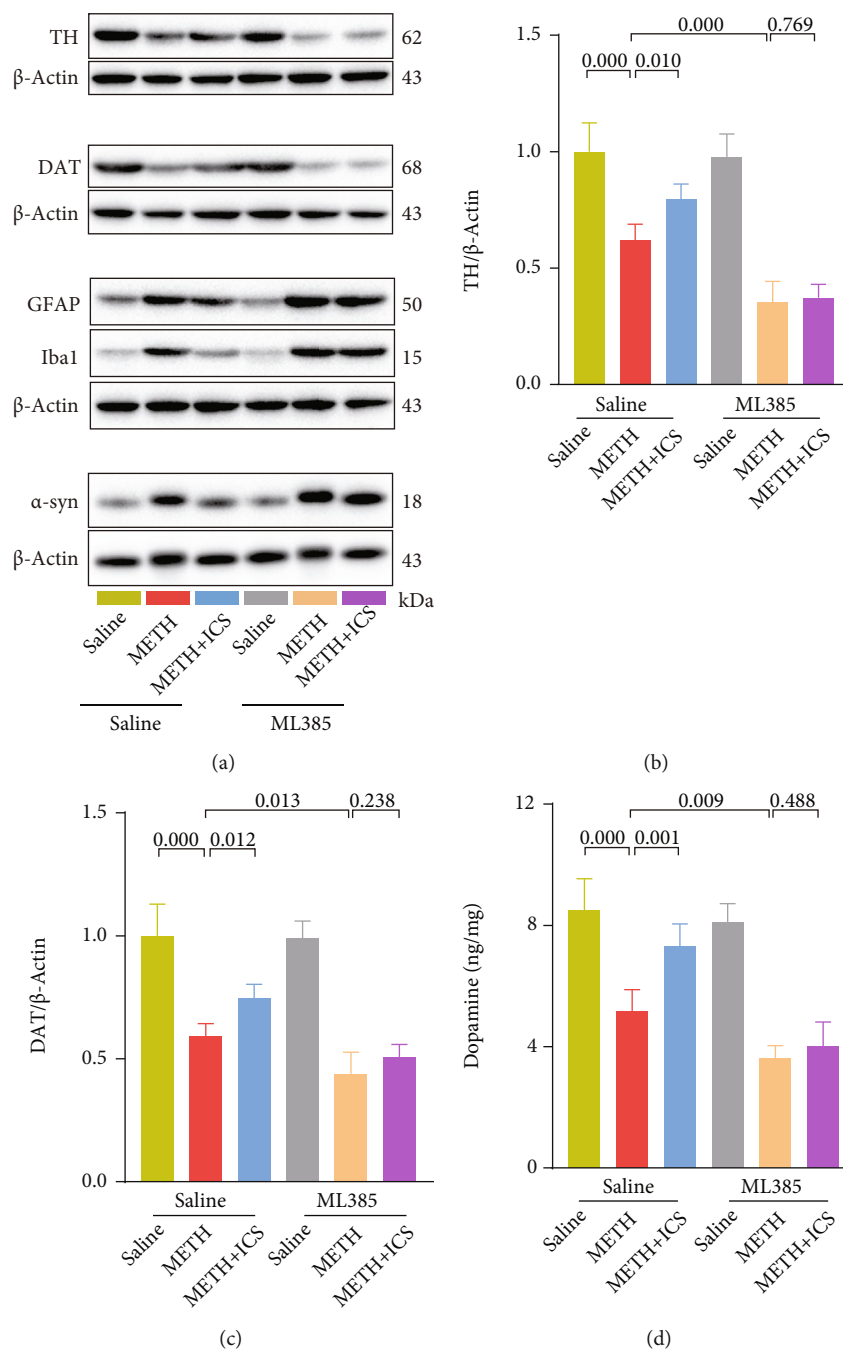 TH 62
β-Actin 43
DAT 68
β-Actin 43
GFAP 50
Iba1 15
β-Actin 43
α-syn 18
β-Actin 43
kDa
Saline METH METH+ICS Saline METH METH+ICS
Saline ML385
(a)
0.000 0.769
0.000 0.010
1.5
1.0
0.5
0.0
TH/β-Actin
Saline ML385
Saline METH METH+ICS Saline METH METH+ICS
(b)
0.013 0.238
0.000 0.012
1.5
1.0
0.5
0.0
DAT/β-Actin
Saline ML385
Saline METH METH+ICS Saline METH METH+ICS
(c)
0.009 0.488
0.000 0.001
12
8
4
0
Dopamine (ng/mg)
Saline ML385
Saline METH METH+ICS Saline METH METH+ICS
(d)